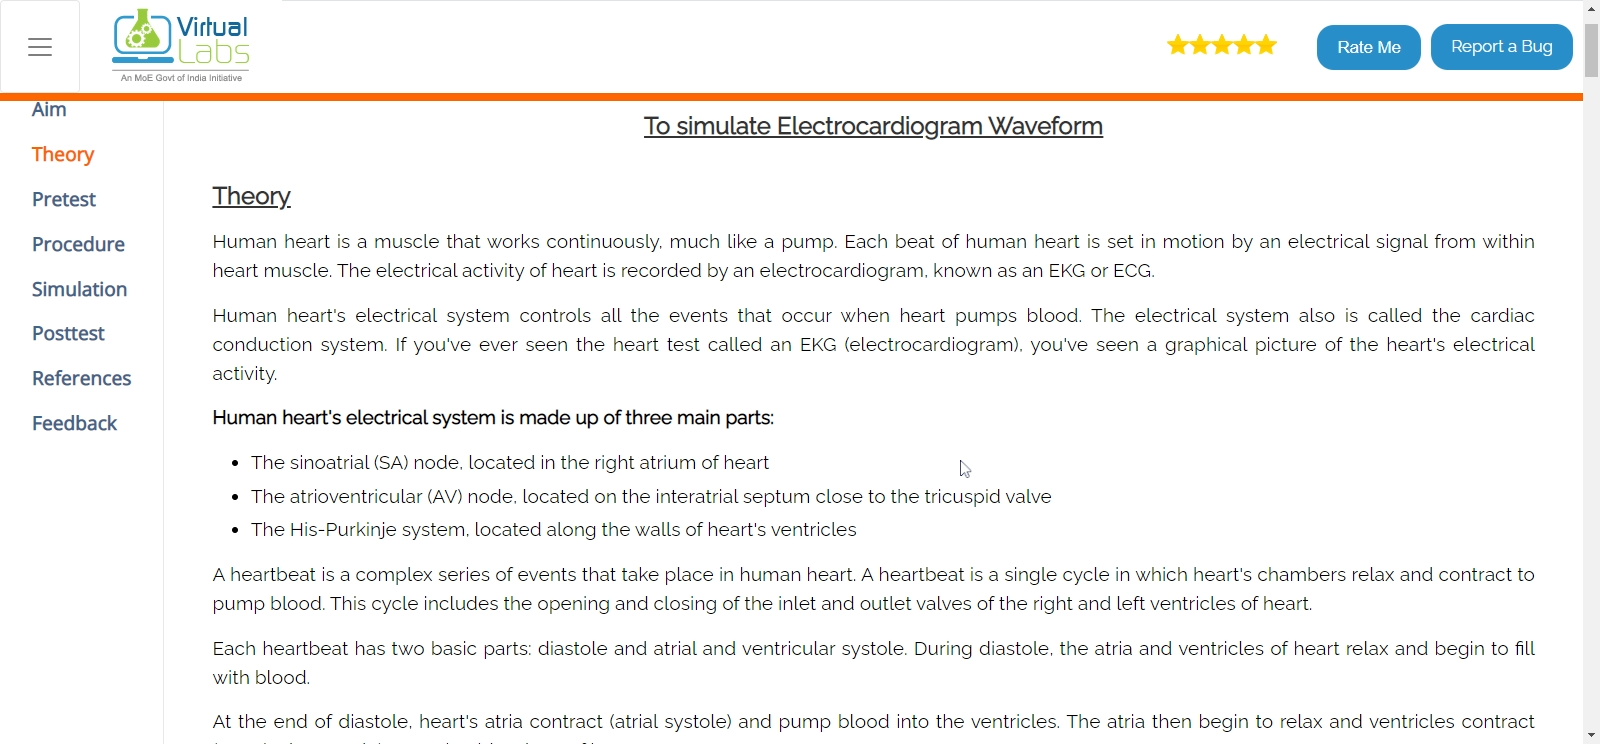 Virtual
Labs
An MoE Govt of India Initiative
Rate Me
Report a Bug
Aim
Theory
Pretest
Procedure
Simulation
Posttest
References
Feedback
To simulate Electrocardiogram Waveform
Theory
Human heart is a muscle that works continuously, much like a pump. Each beat of human heart is set in motion by an electrical signal from within
heart muscle. The electrical activity of heart is recorded by an electrocardiogram, known as an EKG or ECG.
Human heart's electrical system controls all the events that occur when heart pumps blood. The electrical system also is called the cardiac
conduction system. If you've ever seen the heart test called an EKG (electrocardiogram), you've seen a graphical picture of the heart's electrical
activity.
Human heart's electrical system is made up of three main parts:
• The sinoatrial (SA) node, located in the right atrium of heart
• The atrioventricular (AV) node, located on the interatrial septum close to the tricuspid valve
• The His-Purkinje system, located along the walls of heart's ventricles
A heartbeat is a complex series of events that take place in human heart. A heartbeat is a single cycle in which heart's chambers relax and contract to
pump blood. This cycle includes the opening and closing of the inlet and outlet valves of the right and left ventricles of heart.
Each heartbeat has two basic parts: diastole and atrial and ventricular systole. During diastole, the atria and ventricles of heart relax and begin to fill
with blood.
At the end of diastole, heart's atria contract (atrial systole) and pump blood into the ventricles. The atria then begin to relax and ventricles contract